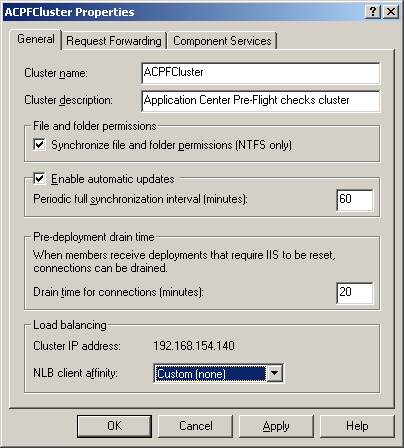 ACPFCluster Properties
?
General
Request Forwarding
Component Services
Cluster name:
ACPFCluster
Cluster description:
Application Center Pre-Flight checks cluster
File and folder permissions
Synchronize file and folder permissions (NTFS only)
Enable automatic updates
Periodic full synchronization interval (minutes):
60
Pre-deployment drain time
When members receive deployments that require IIS to be reset,
connections can be drained.
Drain time for connections (minutes):
20
Load balancing
Cluster IP address:
192.168.154.140
NLB client affinity:
Custom (none)
OK
Cancel
Apply
Help